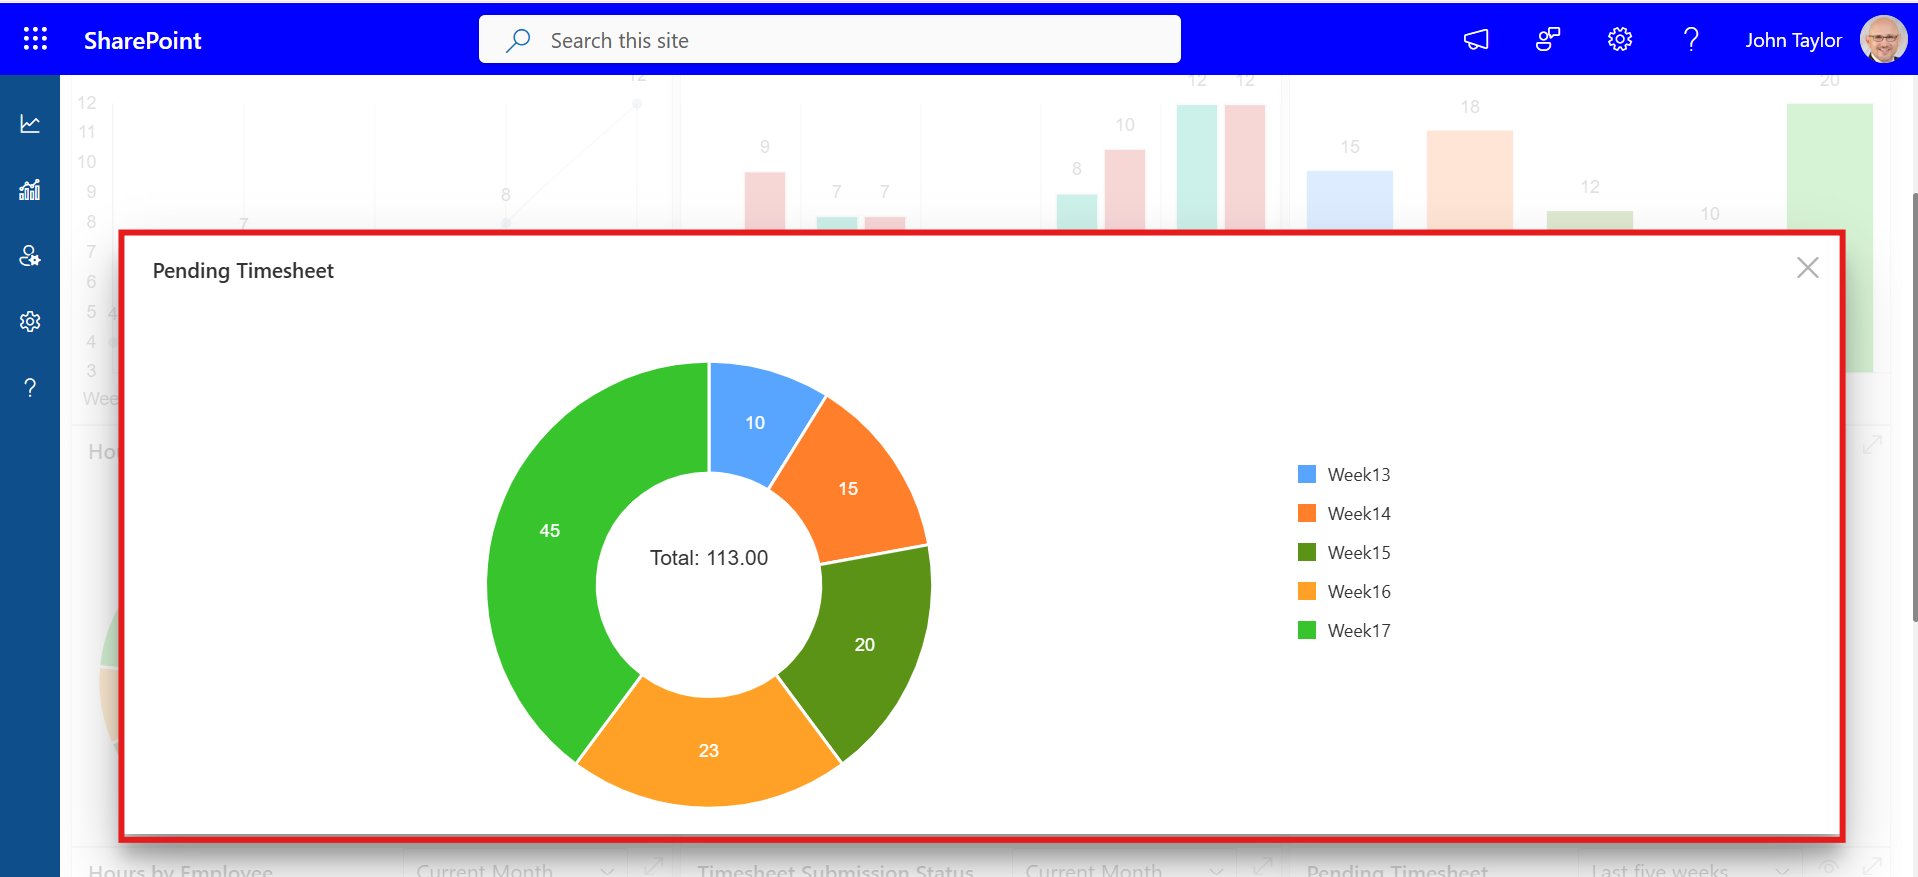 SharePoint
Search this site
John Taylor
12
11
10
9
8
7
6
5
4
3
12
8
7
4
9
7
7
8
10
12
12
15
18
12
10
20
Pending Timesheet
10
15
20
23
45
Total: 113.00
Week13
Week14
Week15
Week16
Week17
Hours by Employee
Current Month
Timesheet Submission Status
Current Month
Pending Timesheet
Last five weeks